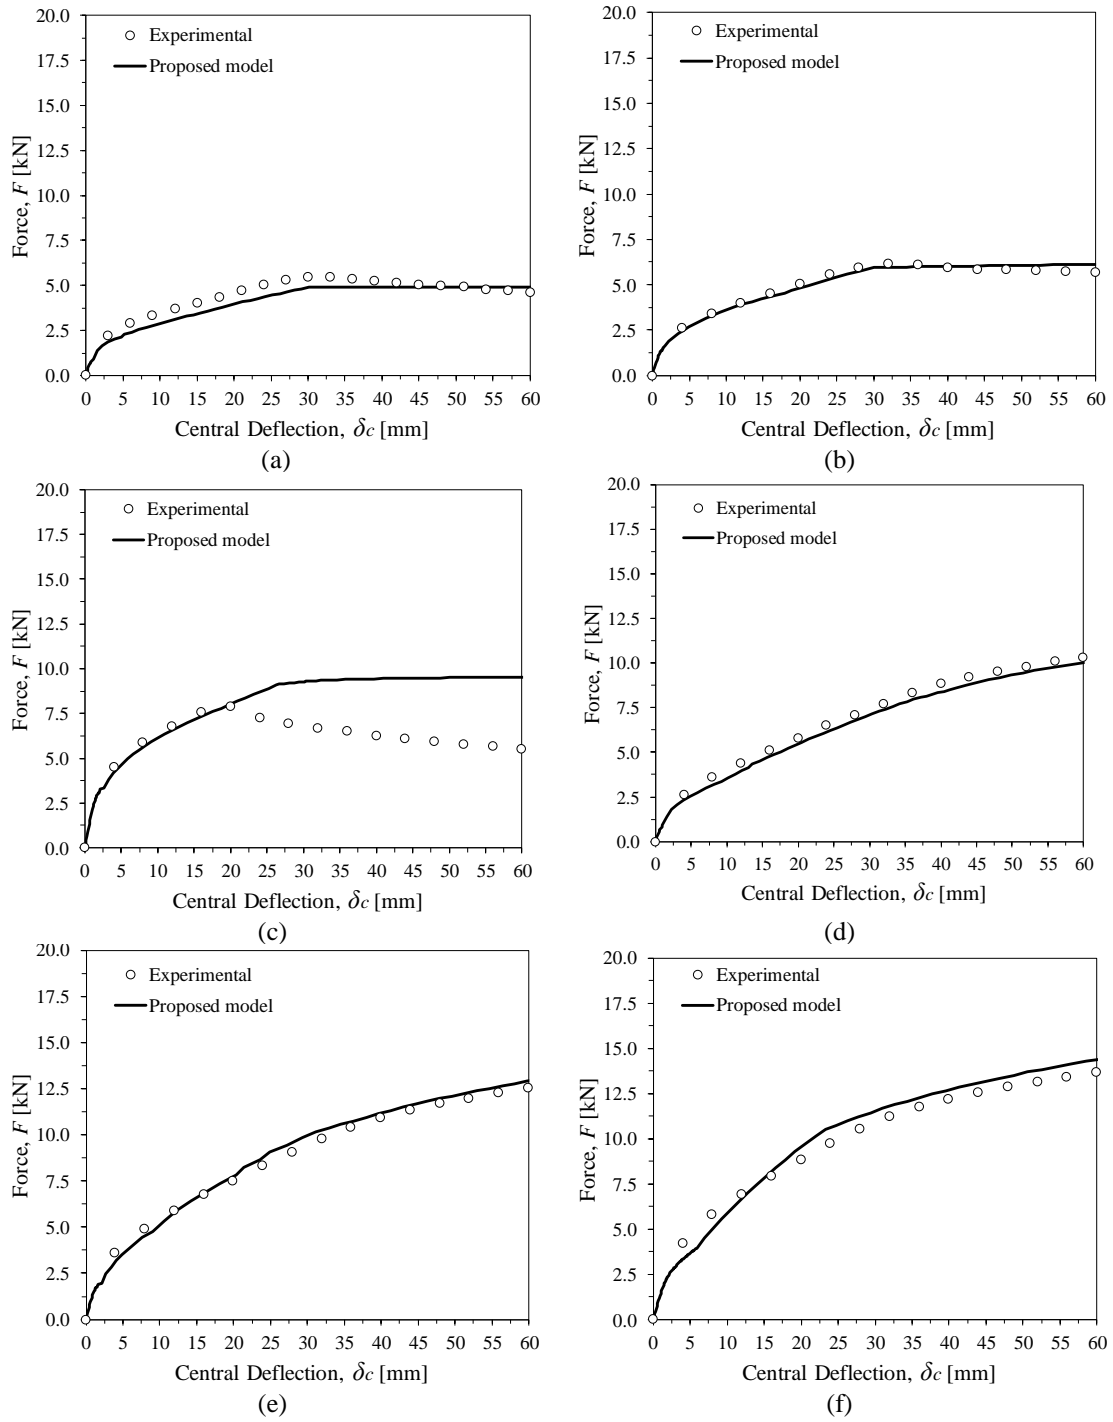 20.0
17.5
15.0
12.5
10.0
7.5
5.0
2.5
0.0
Force, F [kN]
Experimental
Proposed model
0 5 10 15 20 25 30 35 40 45 50 55 60
Central Deflection, δc [mm]
(a)
20.0
17.5
15.0
12.5
10.0
7.5
5.0
2.5
0.0
Force, F [kN]
Experimental
Proposed model
0 5 10 15 20 25 30 35 40 45 50 55 60
Central Deflection, δc [mm]
(b)
20.0
17.5
15.0
12.5
10.0
7.5
5.0
2.5
0.0
Force, F [kN]
Experimental
Proposed model
0 5 10 15 20 25 30 35 40 45 50 55 60
Central Deflection, δc [mm]
(c)
20.0
17.5
15.0
12.5
10.0
7.5
5.0
2.5
0.0
Force, F [kN]
Experimental
Proposed model
0 5 10 15 20 25 30 35 40 45 50 55 60
Central Deflection, δc [mm]
(d)
20.0
17.5
15.0
12.5
10.0
7.5
5.0
2.5
0.0
Force, F [kN]
Experimental
Proposed model
0 5 10 15 20 25 30 35 40 45 50 55 60
Central Deflection, δc [mm]
(e)
20.0
17.5
15.0
12.5
10.0
7.5
5.0
2.5
0.0
Force, F [kN]
Experimental
Proposed model
0 5 10 15 20 25 30 35 40 45 50 55 60
Central Deflection, δc [mm]
(f)